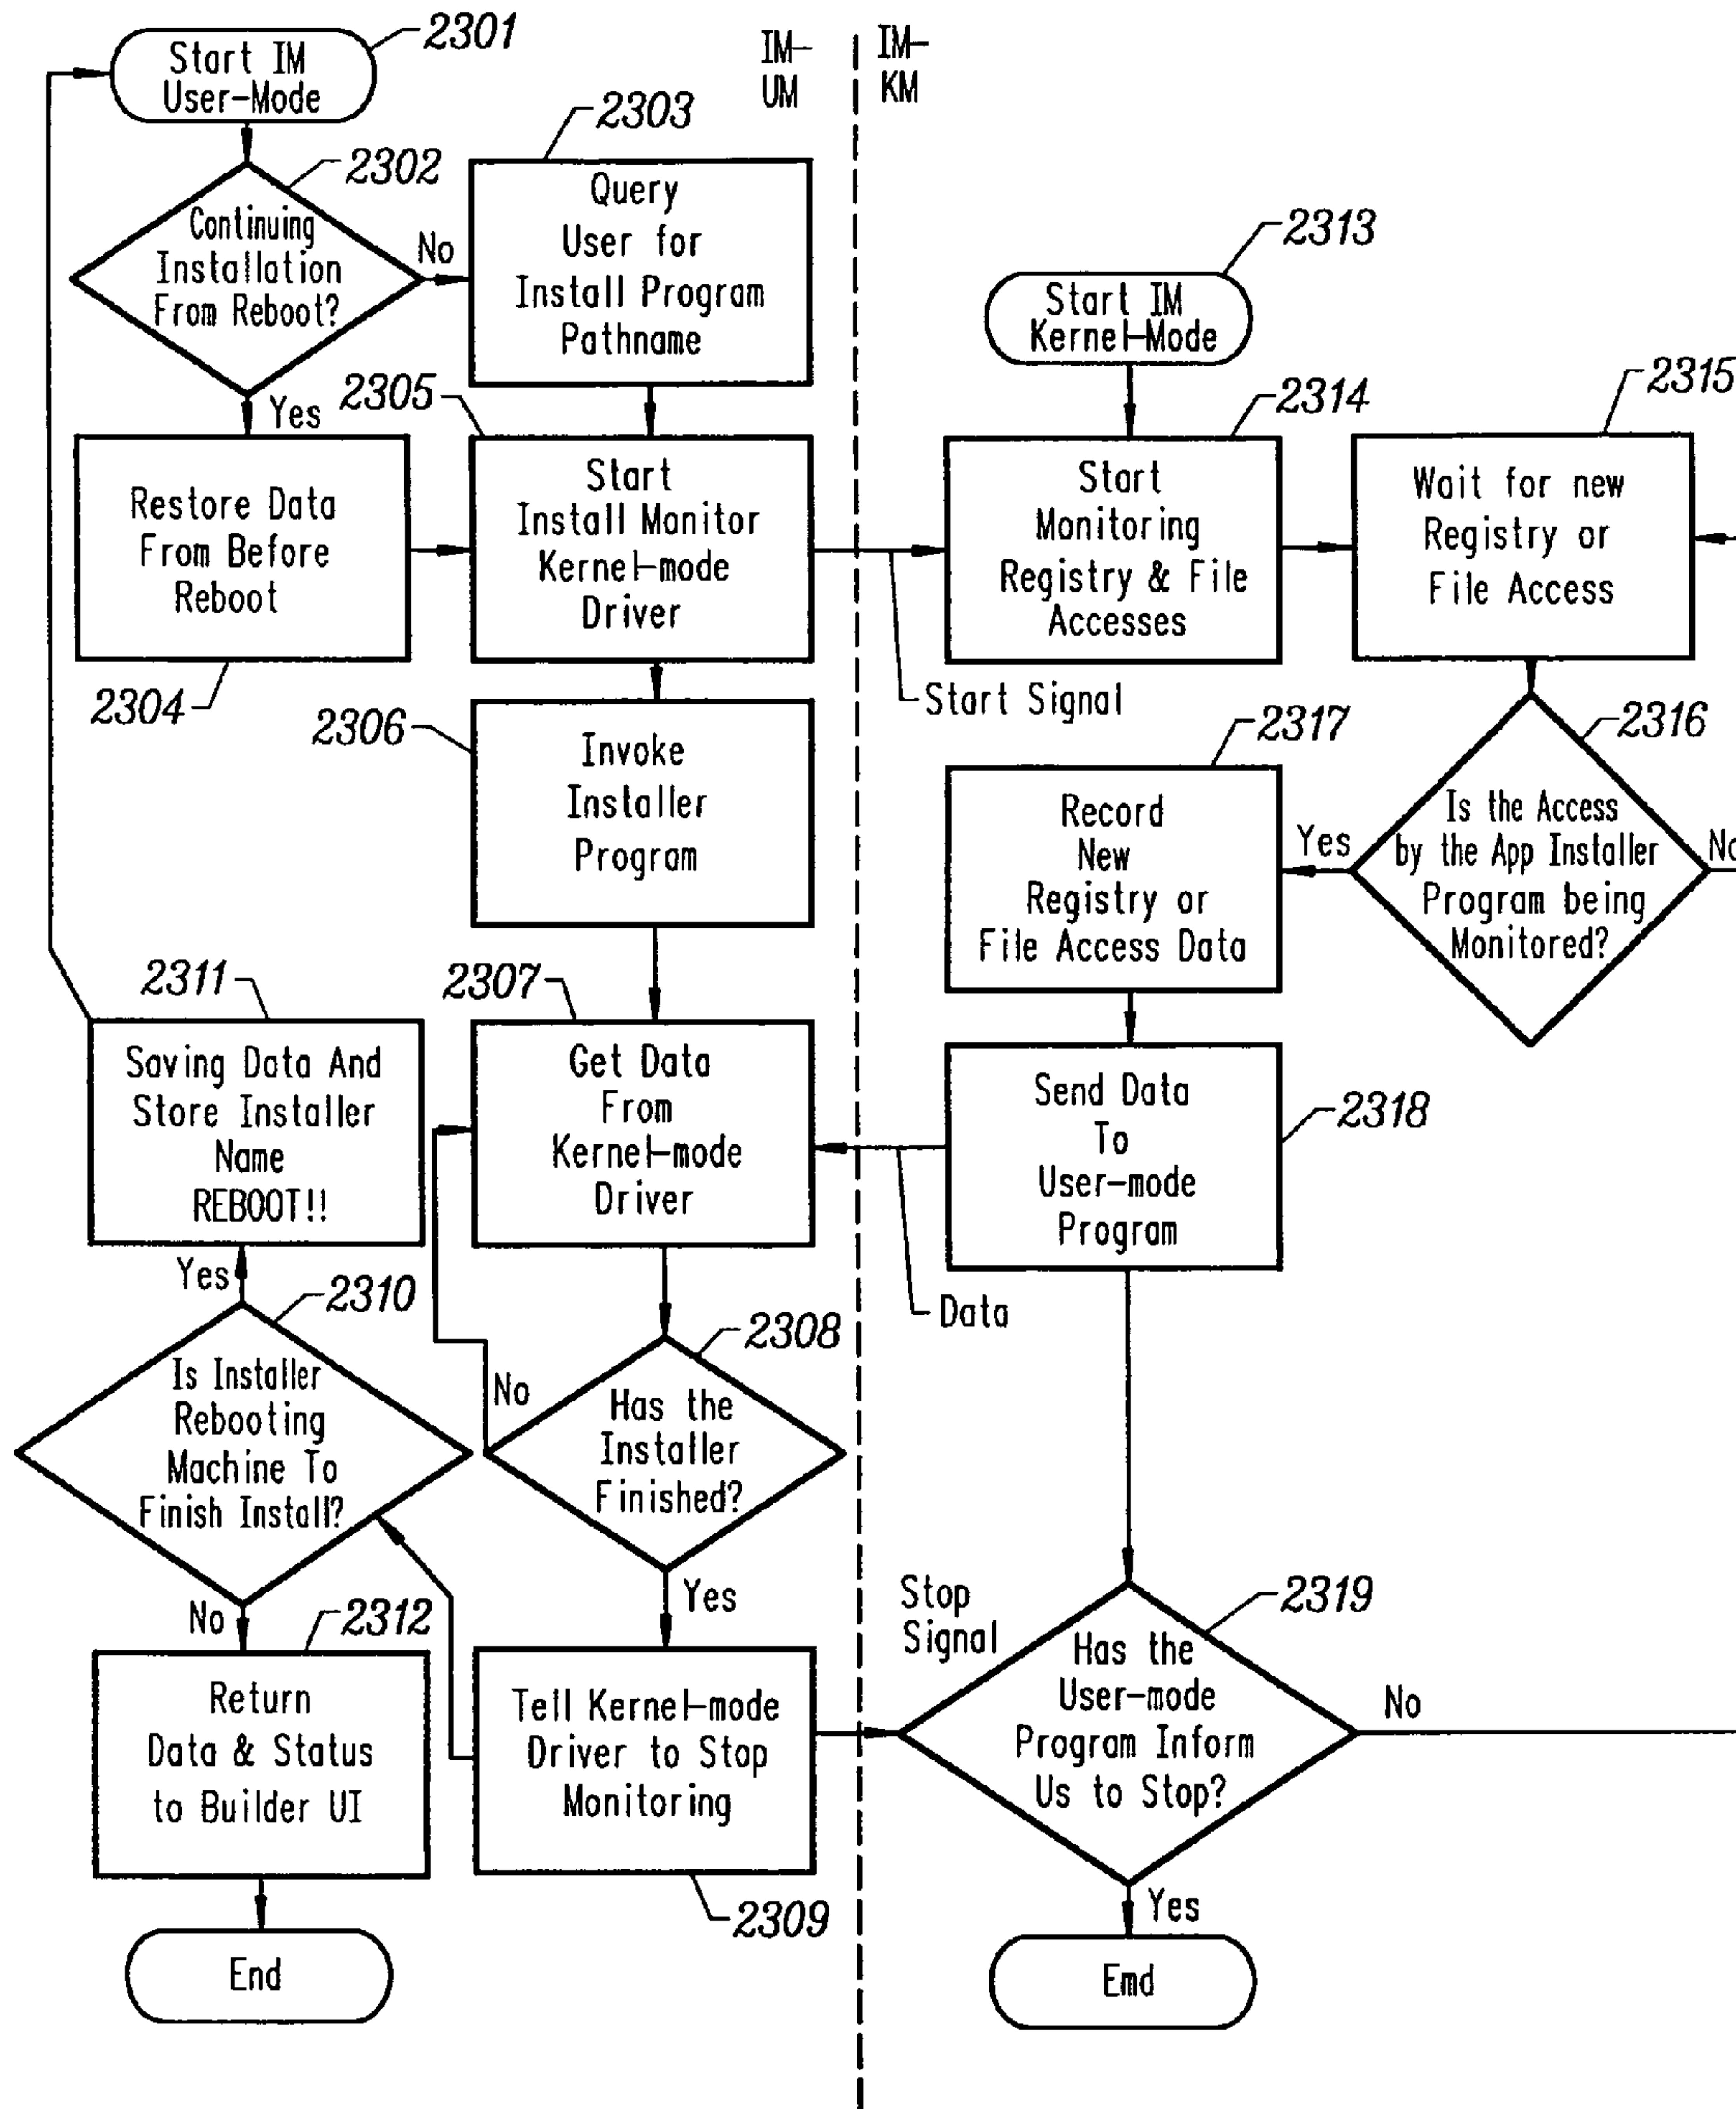 2301
Start IM
User-Mode
IM-
UM
IM-
KM
2302
Continuing
Installation
From Reboot?
No
Yes
2303
Query
User for
Install Program
Pathname
2304
Restore Data
From Before
Reboot
2305
Start
Install Monitor
Kernel-mode
Driver
Start Signal
2306
Invoke
Installer
Program
2307
Get Data
From
Kernel-mode
Driver
2308
Has the
Installer
Finished?
No
Yes
2309
Tell Kernel-mode
Driver to Stop
Monitoring
2310
Is Installer
Rebooting
Machine To
Finish Install?
Yes
No
2311
Saving Data And
Store Installer
Name
REBOOT!!
2312
Return
Data & Status
to Builder UI
End
2313
Start IM
Kernel-Mode
2314
Start
Monitoring
Registry & File
Accesses
2315
Wait for new
Registry or
File Access
2316
Is the Access
by the App Installer
Program being
Monitored?
Yes
No
2317
Record
New
Registry or
File Access Data
2318
Send Data
To
User-mode
Program
Data
Stop
Signal
2319
Has the
User-mode
Program Inform
Us to Stop?
No
Yes
Emd